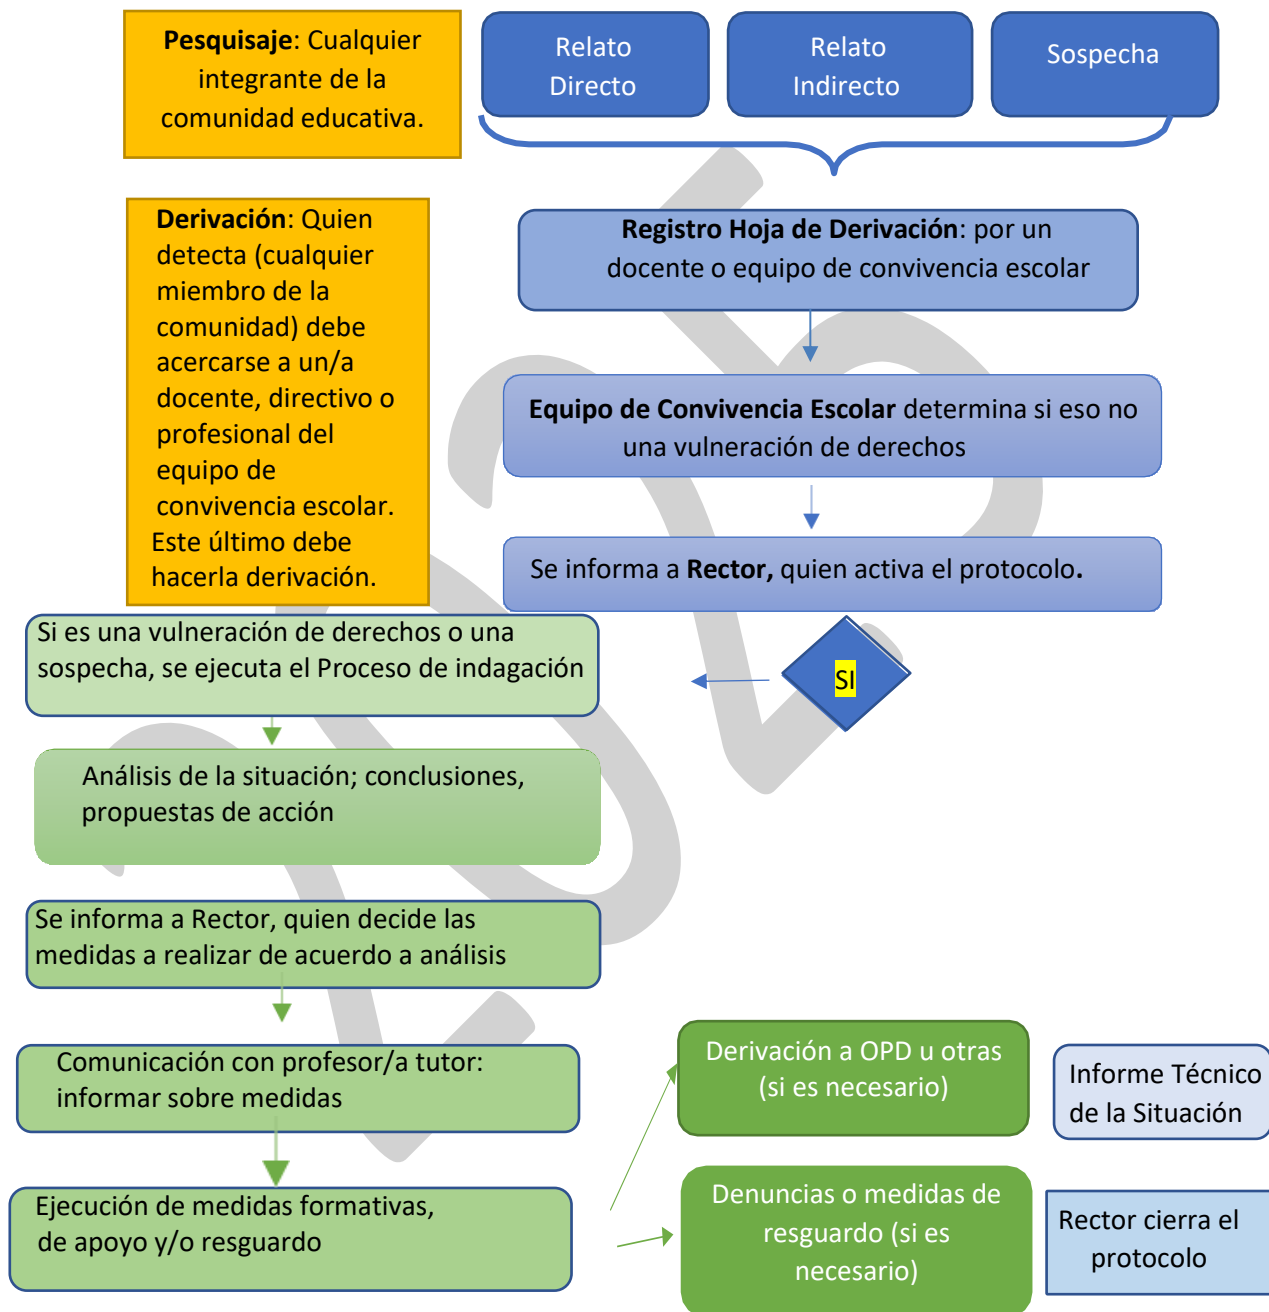 Pesquisaje: Cualquier
integrante de la
comunidad educativa.
Relato
Directo
Relato
Indirecto
Sospecha
Derivación: Quien
detecta (cualquier
miembro de la
comunidad) debe
acercarse a un/a
docente, directivo o
profesional del
equipo de
convivencia escolar.
Este último debe
hacerla derivación.
Registro Hoja de Derivación: por un
docente o equipo de convivencia escolar
Equipo de Convivencia Escolar determina si eso no
una vulneración de derechos
Se informa a Rector, quien activa el protocolo.
SI
Si es una vulneración de derechos o una
sospecha, se ejecuta el Proceso de indagación
Análisis de la situación; conclusiones,
propuestas de acción
Se informa a Rector, quien decide las
medidas a realizar de acuerdo a análisis
Comunicación con profesor/a tutor:
informar sobre medidas
Ejecución de medidas formativas,
de apoyo y/o resguardo
Derivación a OPD u otras
(si es necesario)
Informe Técnico
de la Situación
Denuncias o medidas de
resguardo (si es
necesario)
Rector cierra el
protocolo
2025